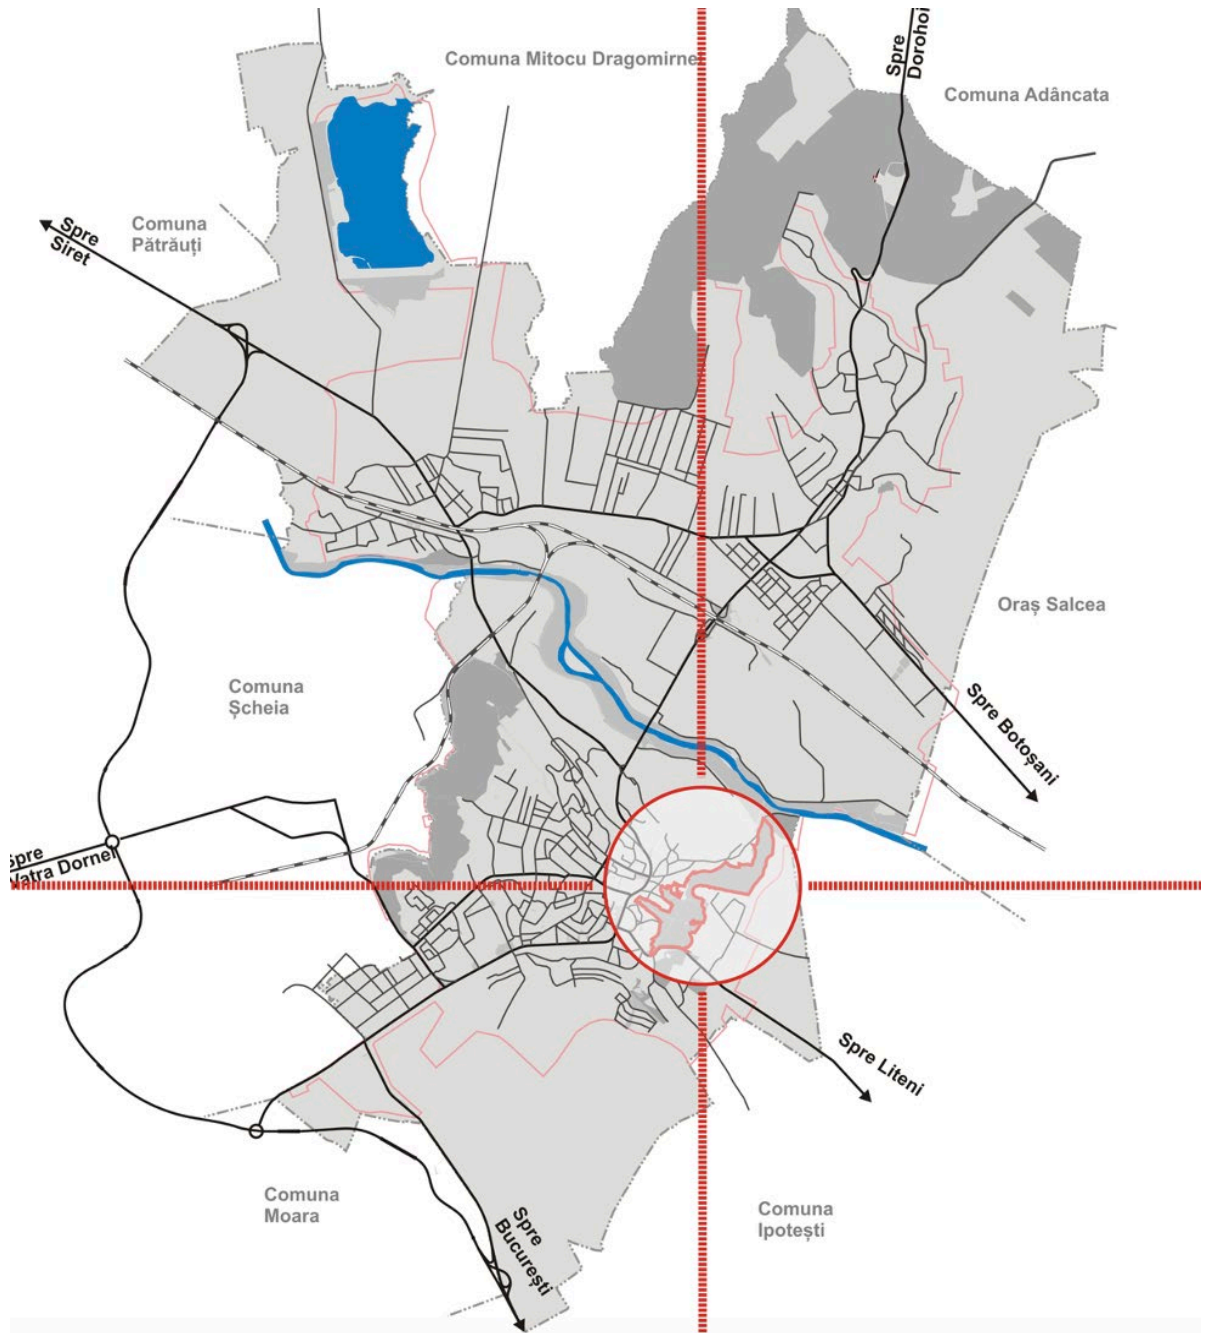 Spre
Dorohoi
Comuna Mitocu Dragomirnei
Comuna Adâncata
Comuna
Pătrăuți
Spre
Siret
Oraș Salcea
Comuna
Șcheia
Spre Botoșani
Spre
Vatra Dornei
Spre Liteni
Comuna
Moara
Spre
București
Comuna
Ipotești